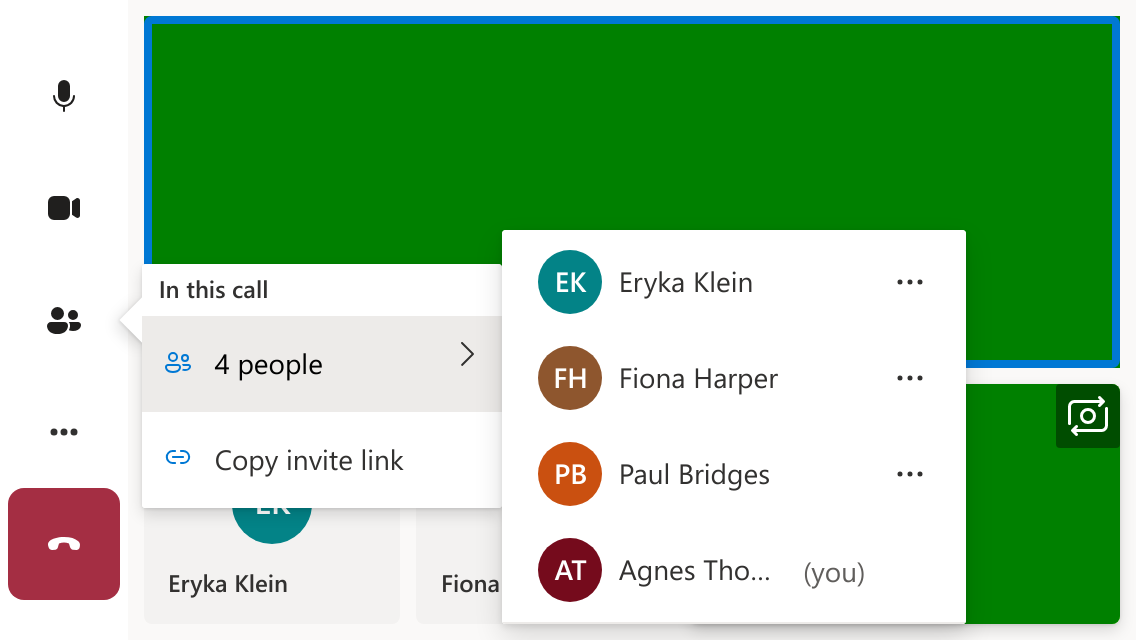 In this call
4 people
Copy invite link
EK Eryka Klein
FH Fiona Harper
PB Paul Bridges
AT Agnes Tho... (you)
EK
Eryka Klein
Fiona